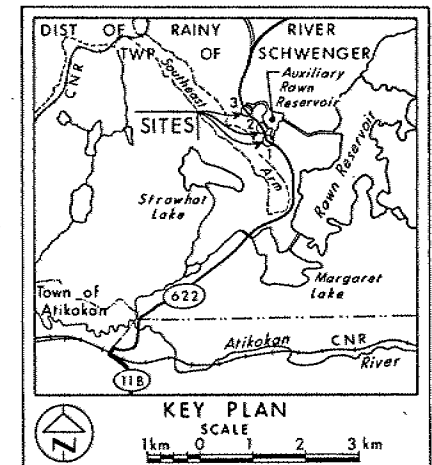 DIST OF RAINY RIVER
TWP OF SCHWENGER
CNR
Southeast Arm
Auxiliary Rawn Reservoir
3
2
SITES
Rawn Reservoir
Strawhat Lake
Margaret Lake
Town of Atikokan
622
Atikokan River
CNR
11B
KEY PLAN
SCALE
N
1km 0 1 2 3 km